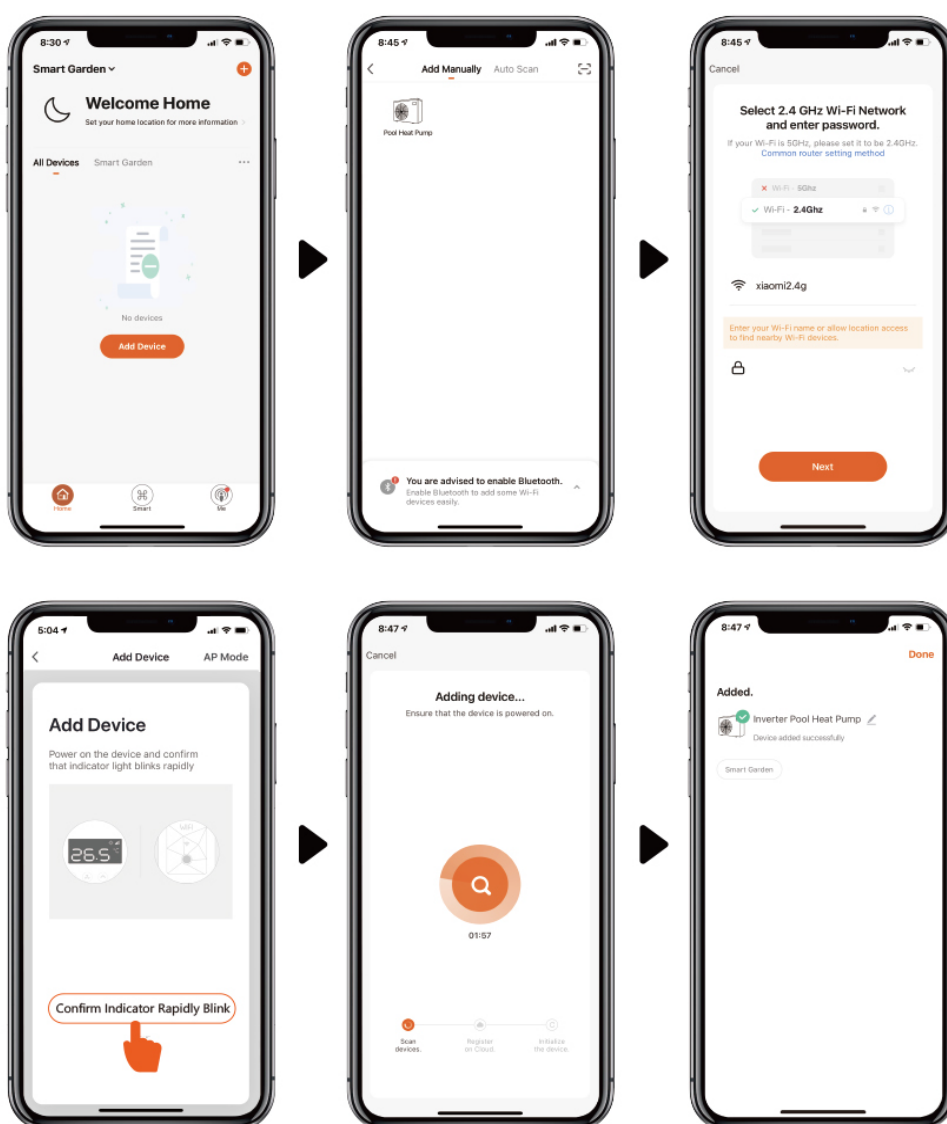 8:30
Smart Garden
Welcome Home
Set your home location for more information
All Devices Smart Garden
No devices
Add Device
Home Smart Me
8:45
Add Manually Auto Scan
Pool Heat Pump
You are advised to enable Bluetooth.
Enable Bluetooth to add some Wi-Fi
devices easily.
8:45
Cancel
Select 2.4 GHz Wi-Fi Network
and enter password.
If your Wi-Fi is 5GHz, please set it to be 2.4GHz.
Common router setting method
Wi-Fi - 5Ghz
Wi-Fi - 2.4Ghz
xiaomi2.4g
Enter your Wi-Fi name or allow location access
to find nearby Wi-Fi devices.
Next
5:04
Add Device AP Mode
Add Device
Power on the device and confirm
that indicator light blinks rapidly
WiFi
26.5°
Confirm Indicator Rapidly Blink
8:47
Cancel
Adding device...
Ensure that the device is powered on.
01:57
Scan
devices.
Register
on Cloud.
Initialize
the device.
8:47
Done
Added.
Inverter Pool Heat Pump
Device added successfully
Smart Garden